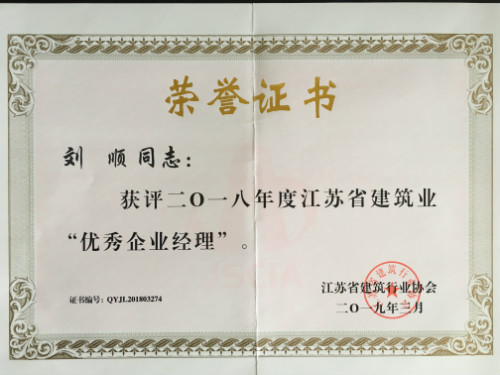 荣誉证书
刘 顺同志：
获评二〇一八年度江苏省建筑业
“优秀企业经理”。
江苏省建筑行业协会
证书编号：QYJL201803274
二〇一九年三月